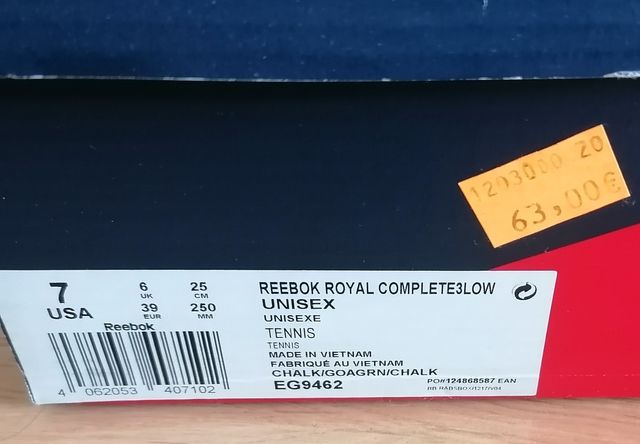 1203000 20
63,00€
7 USA
6 UK
25 CM
39 EUR
250 MM
Reebok
4 062053 407102
REEBOK ROYAL COMPLETE3LOW
UNISEX
UNISEXE
TENNIS
TENNIS
MADE IN VIETNAM
FABRIQUÉ AU VIETNAM
CHALK/GOAGRN/CHALK
EG9462
PO#124868587 EAN